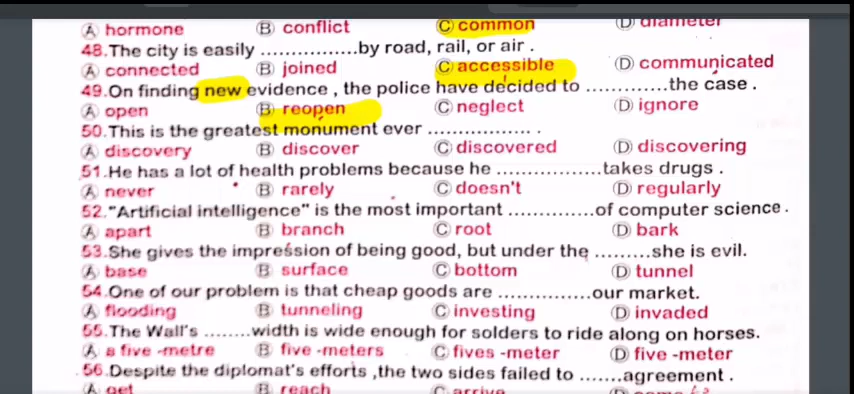 Ⓐ hormone Ⓑ conflict Ⓒ common Ⓓ diameter
48.The city is easily ................by road, rail, or air .
Ⓐ connected Ⓑ joined Ⓒ accessible Ⓓ communicated
49.On finding new evidence , the police have decided to .............the case .
Ⓐ open Ⓑ reopen Ⓒ neglect Ⓓ ignore
50.This is the greatest monument ever ................ .
Ⓐ discovery Ⓑ discover Ⓒ discovered Ⓓ discovering
51.He has a lot of health problems because he .................takes drugs .
Ⓐ never Ⓑ rarely Ⓒ doesn't Ⓓ regularly
52."Artificial intelligence" is the most important ..............of computer science.
Ⓐ apart Ⓑ branch Ⓒ root Ⓓ bark
53.She gives the impression of being good, but under the .........she is evil.
Ⓐ base Ⓑ surface Ⓒ bottom Ⓓ tunnel
54.One of our problem is that cheap goods are ...............our market.
Ⓐ flooding Ⓑ tunneling Ⓒ investing Ⓓ invaded
55.The Wall's ........width is wide enough for solders to ride along on horses.
Ⓐ a five -metre Ⓑ five -meters Ⓒ fives -meter Ⓓ five -meter
56.Despite the diplomat's efforts ,the two sides failed to .......agreement .
Ⓐ get Ⓑ reach Ⓒ arrive